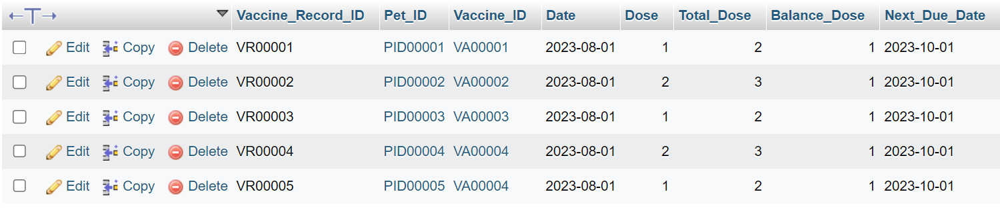 ←T→ Vaccine_Record_ID Pet_ID Vaccine_ID Date Dose Total_Dose Balance_Dose Next_Due_Date
Edit Copy Delete VR00001 PID00001 VA00001 2023-08-01 1 2 1 2023-10-01
Edit Copy Delete VR00002 PID00002 VA00002 2023-08-01 2 3 1 2023-10-01
Edit Copy Delete VR00003 PID00003 VA00003 2023-08-01 1 2 1 2023-10-01
Edit Copy Delete VR00004 PID00004 VA00004 2023-08-01 2 3 1 2023-10-01
Edit Copy Delete VR00005 PID00005 VA00004 2023-08-01 1 2 1 2023-10-01